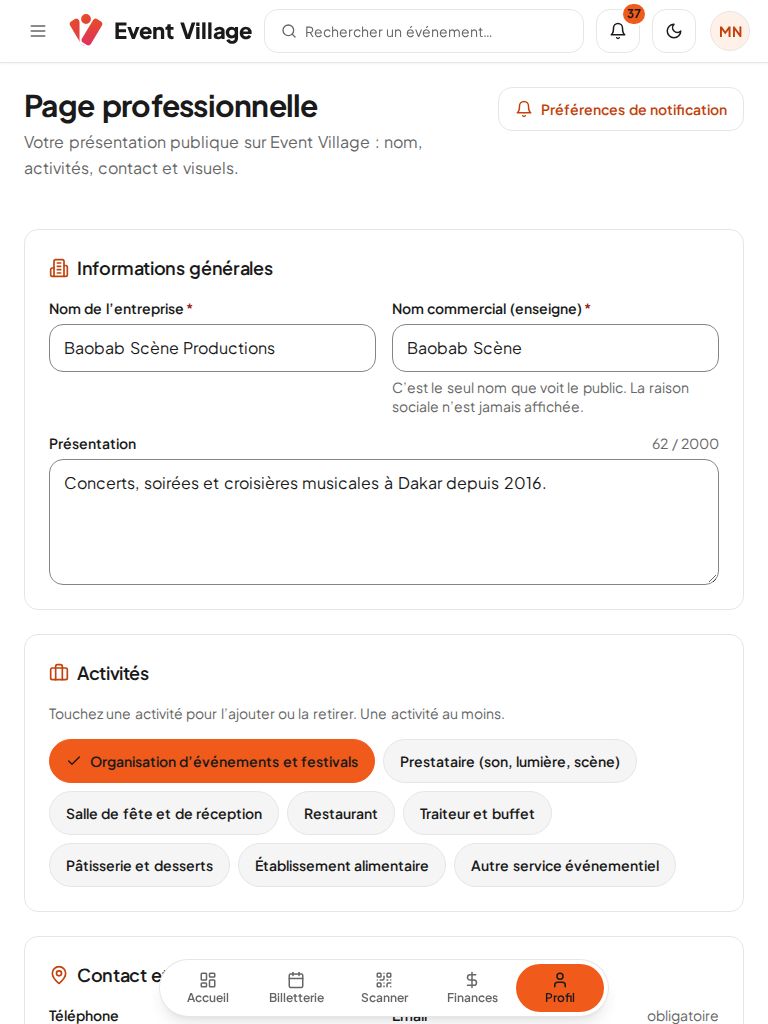 Event Village
Rechercher un événement...
37
MN
Page professionnelle
Préférences de notification
Votre présentation publique sur Event Village : nom,
activités, contact et visuels.
Informations générales
Nom de l'entreprise *
Nom commercial (enseigne) *
Baobab Scène Productions
Baobab Scène
C'est le seul nom que voit le public. La raison
sociale n'est jamais affichée.
Présentation
62 / 2000
Concerts, soirées et croisières musicales à Dakar depuis 2016.
Activités
Touchez une activité pour l'ajouter ou la retirer. Une activité au moins.
Organisation d'événements et festivals
Prestataire (son, lumière, scène)
Salle de fête et de réception
Restaurant
Traiteur et buffet
Pâtisserie et desserts
Établissement alimentaire
Autre service événementiel
Contact
Accueil
Billetterie
Scanner
Finances
Profil
Téléphone
Email
obligatoire